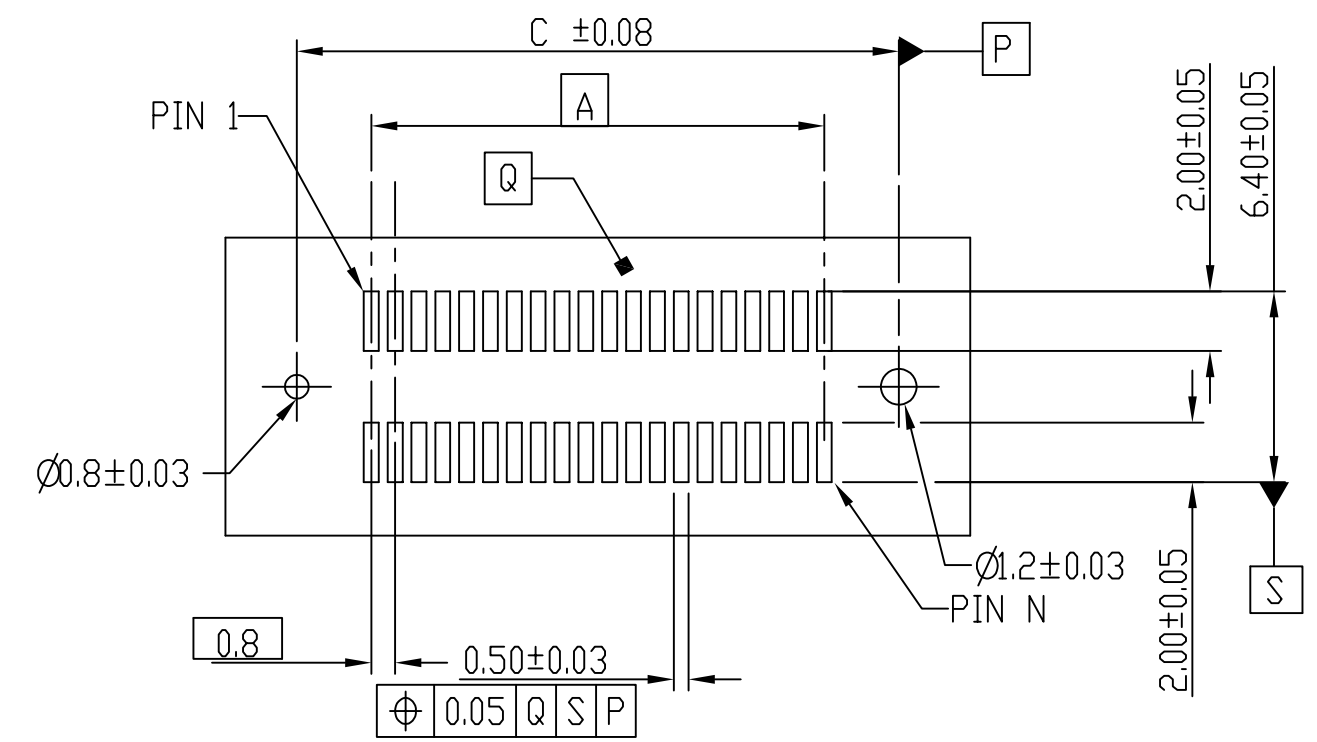 C ±0.08
P
A
PIN 1
Q
2.00±0.05
6.40±0.05
Ø0.8±0.03
Ø1.2±0.03
PIN N
2.00±0.05
S
0.8
0.50±0.03
⌖ 0.05 Q S P